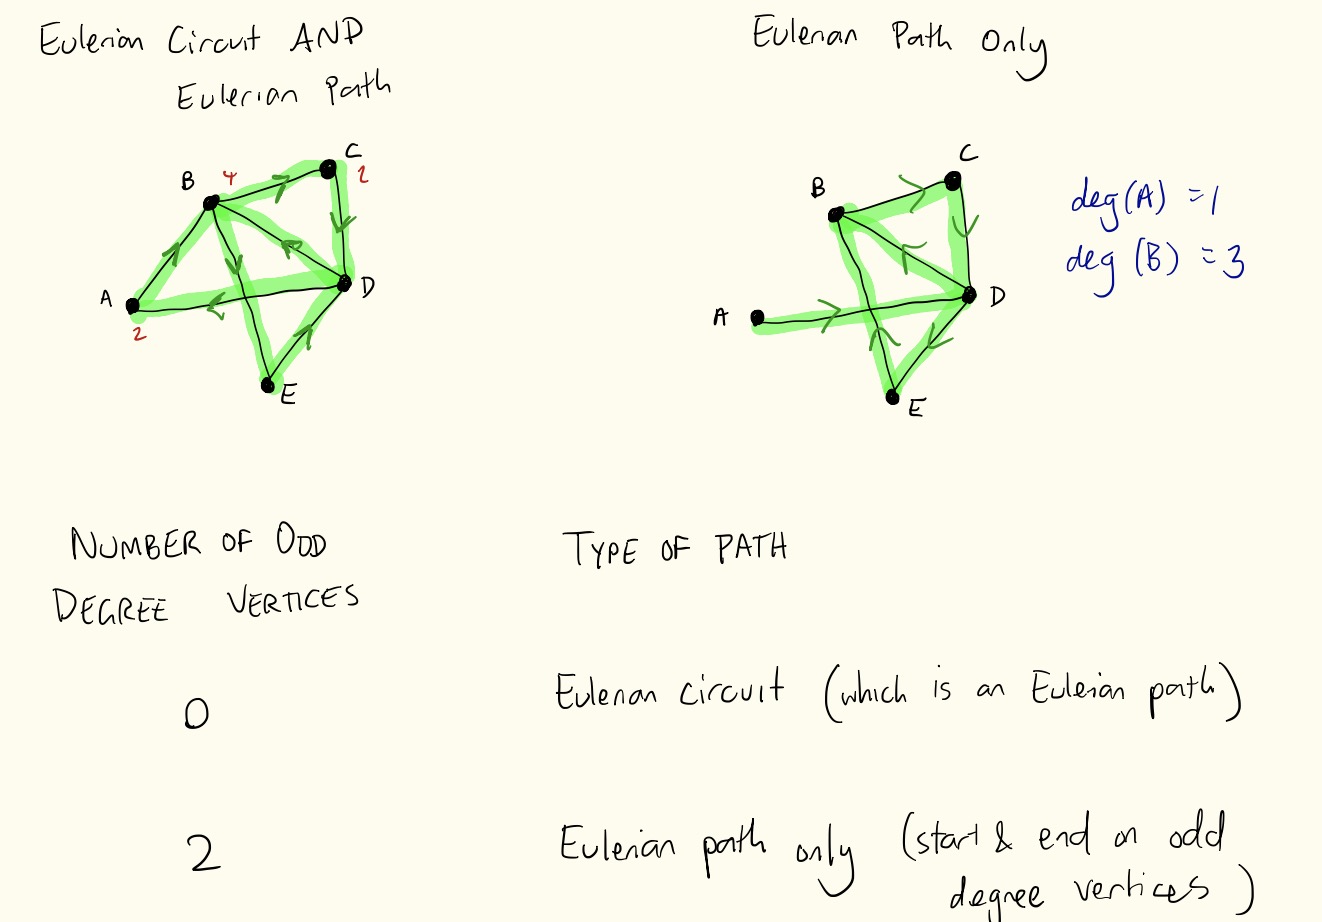 Eulerian Circuit AND
Eulerian Path
B 4
C
2
A
2
D
E
Eulerian Path Only
C
B
A
D
E
deg(A) = 1
deg (B) = 3
NUMBER OF ODD
DEGREE VERTICES
TYPE OF PATH
0
Eulerian circuit (which is an Eulerian path)
2
Eulerian path only (start & end on odd
degree vertices)